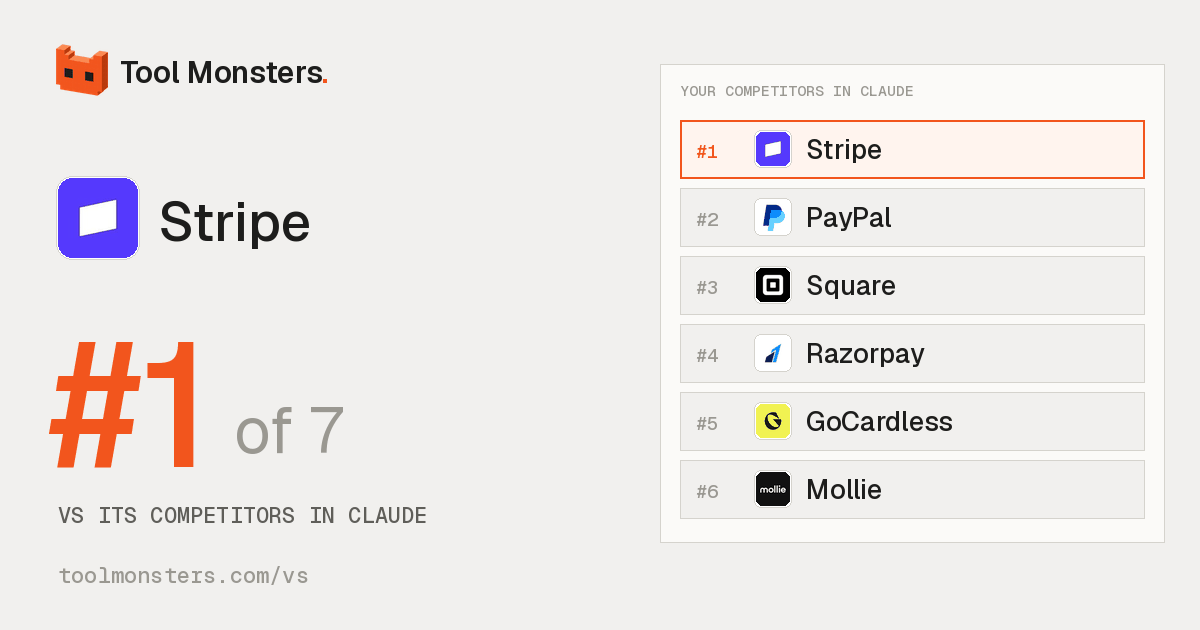 Tool Monsters.
Stripe
#1 of 7
VS ITS COMPETITORS IN CLAUDE
toolmonsters.com/vs
YOUR COMPETITORS IN CLAUDE
#1 Stripe
#2 PayPal
#3 Square
#4 Razorpay
#5 GoCardless
#6 mollie Mollie